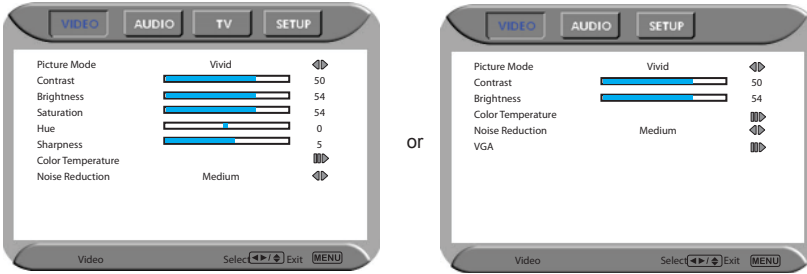 VIDEO AUDIO TV SETUP
Picture Mode Vivid
Contrast 50
Brightness 54
Saturation 54
Hue 0
Sharpness 5
Color Temperature
Noise Reduction Medium
Video Select ◄►/ Exit MENU
or
VIDEO AUDIO SETUP
Picture Mode Vivid
Contrast 50
Brightness 54
Color Temperature
Noise Reduction Medium
VGA
Video Select ◄►/ Exit MENU